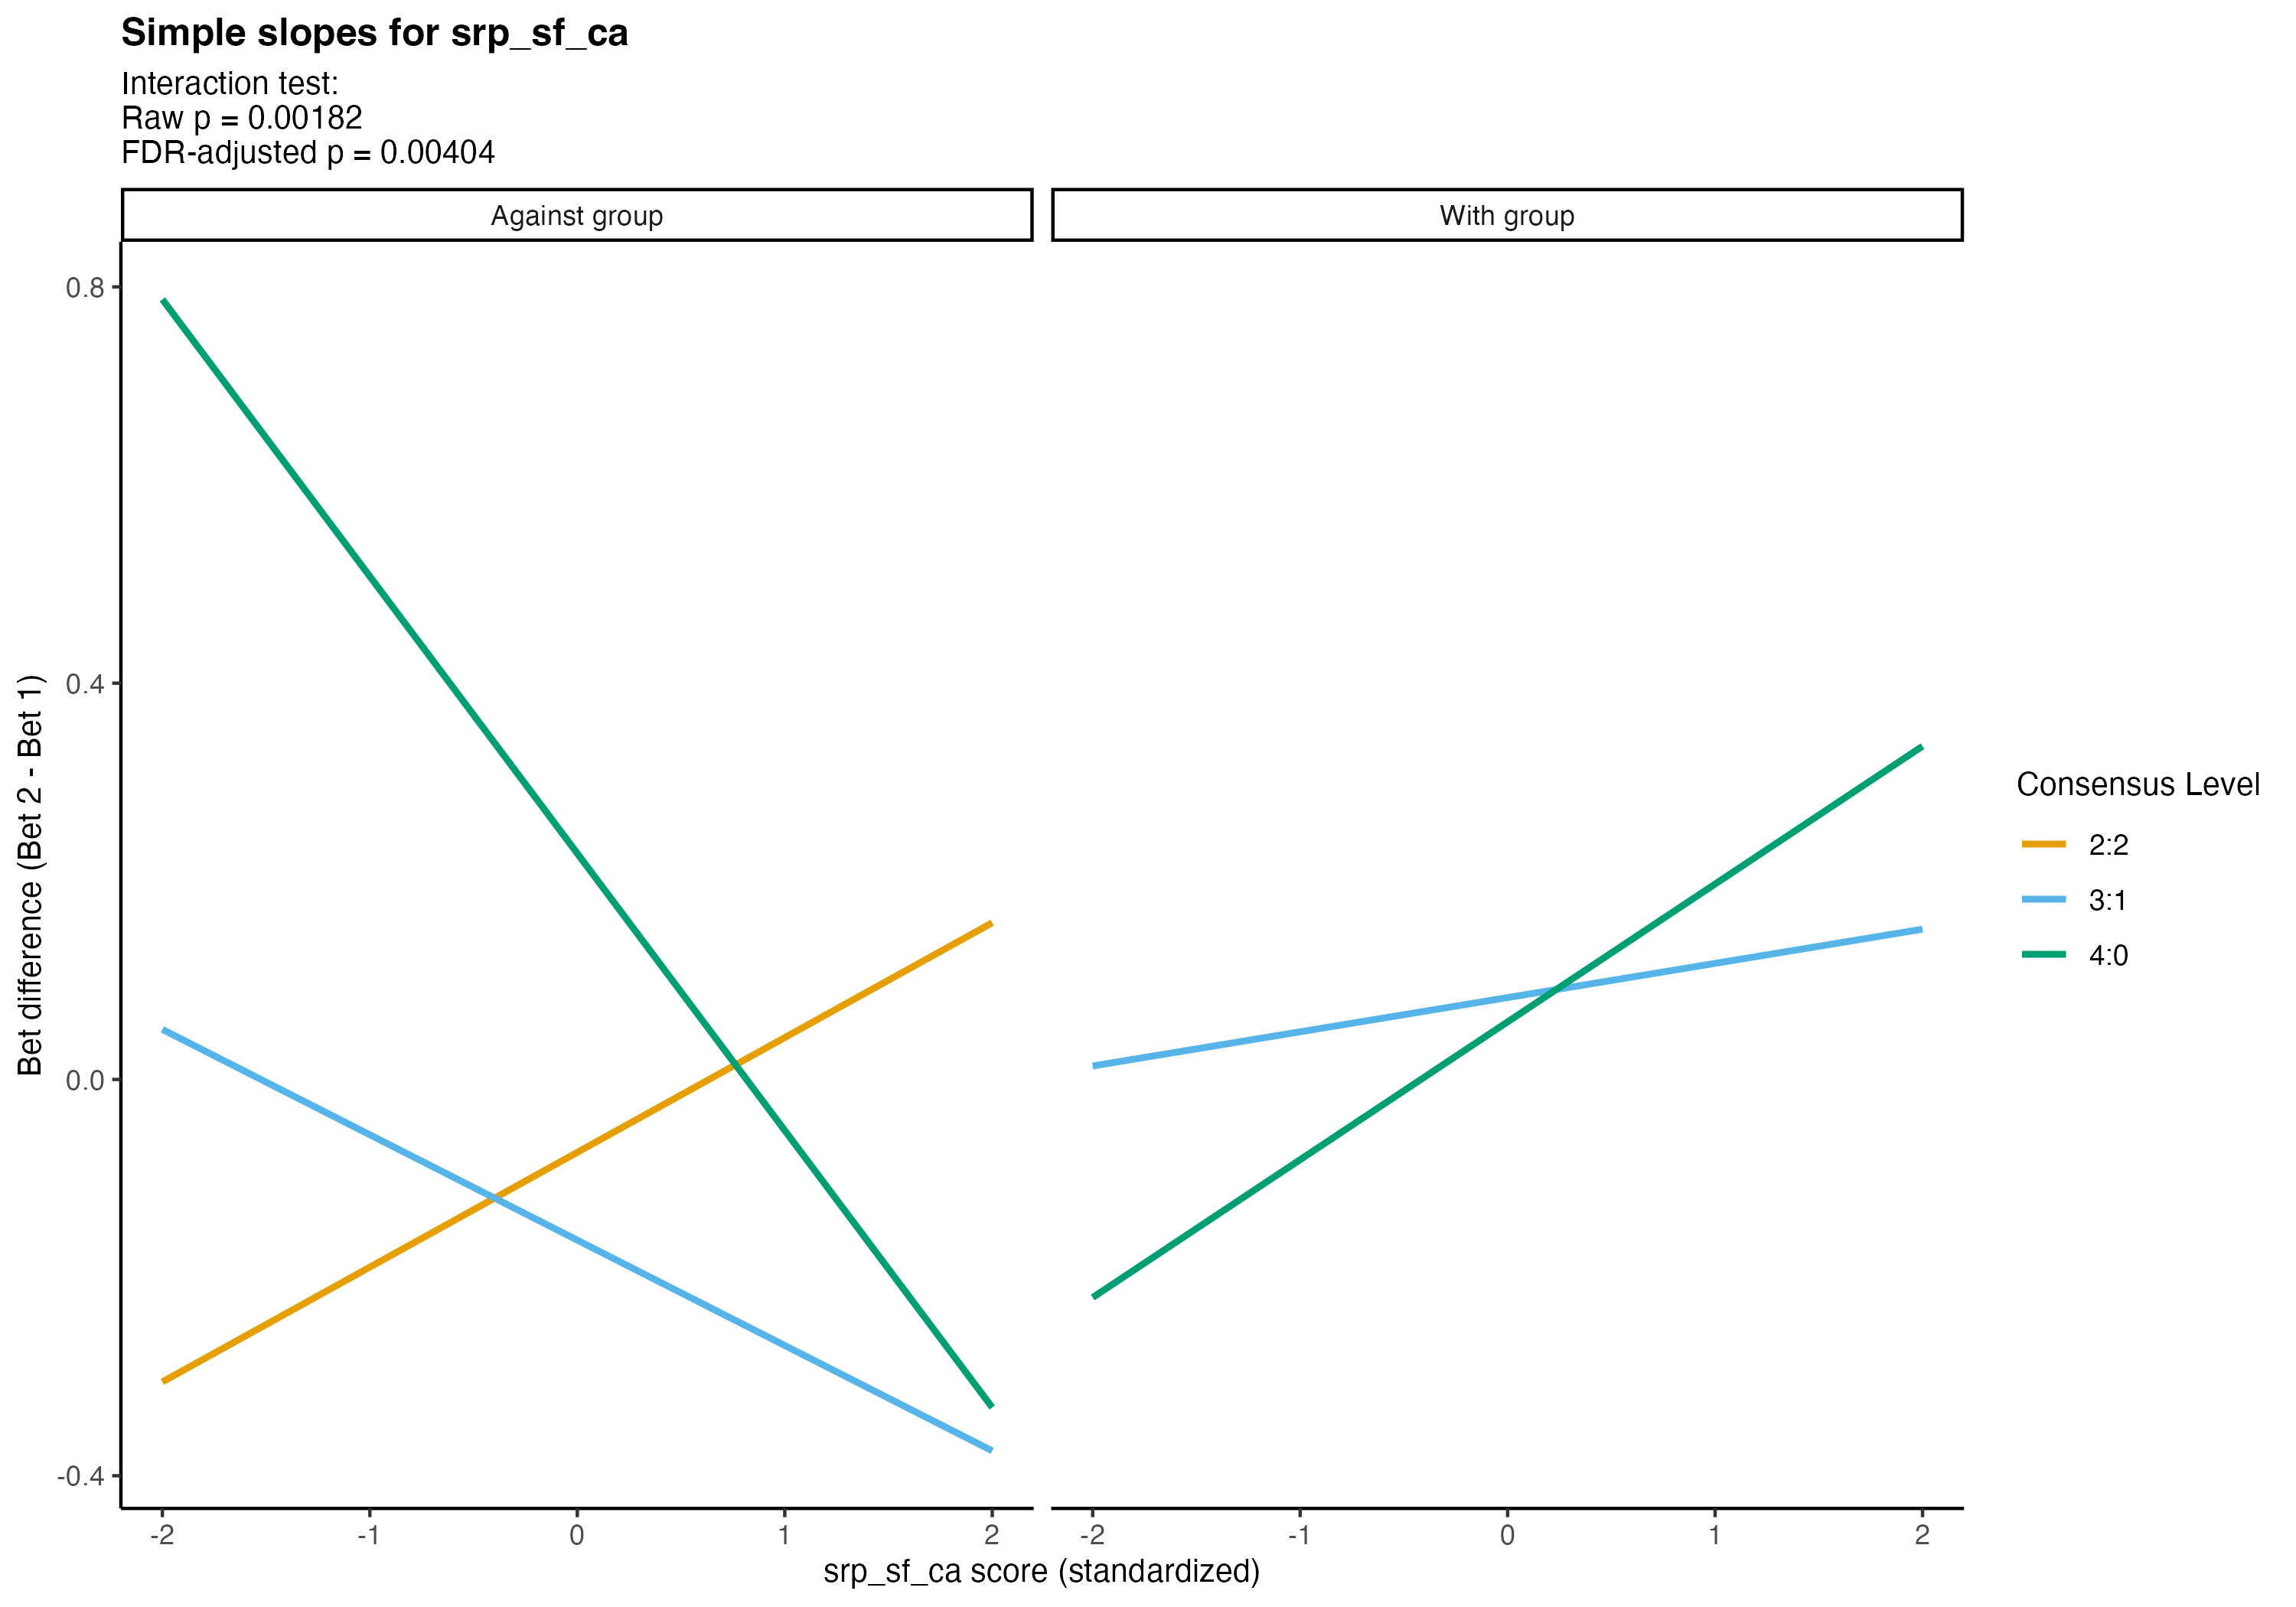 Simple slopes for srp_sf_ca
Interaction test:
Raw p = 0.00182
FDR-adjusted p = 0.00404
Against group
With group
Bet difference (Bet 2 - Bet 1)
0.8
0.4
0.0
-0.4
-2 -1 0 1 2
-2 -1 0 1 2
srp_sf_ca score (standardized)
Consensus Level
2:2
3:1
4:0